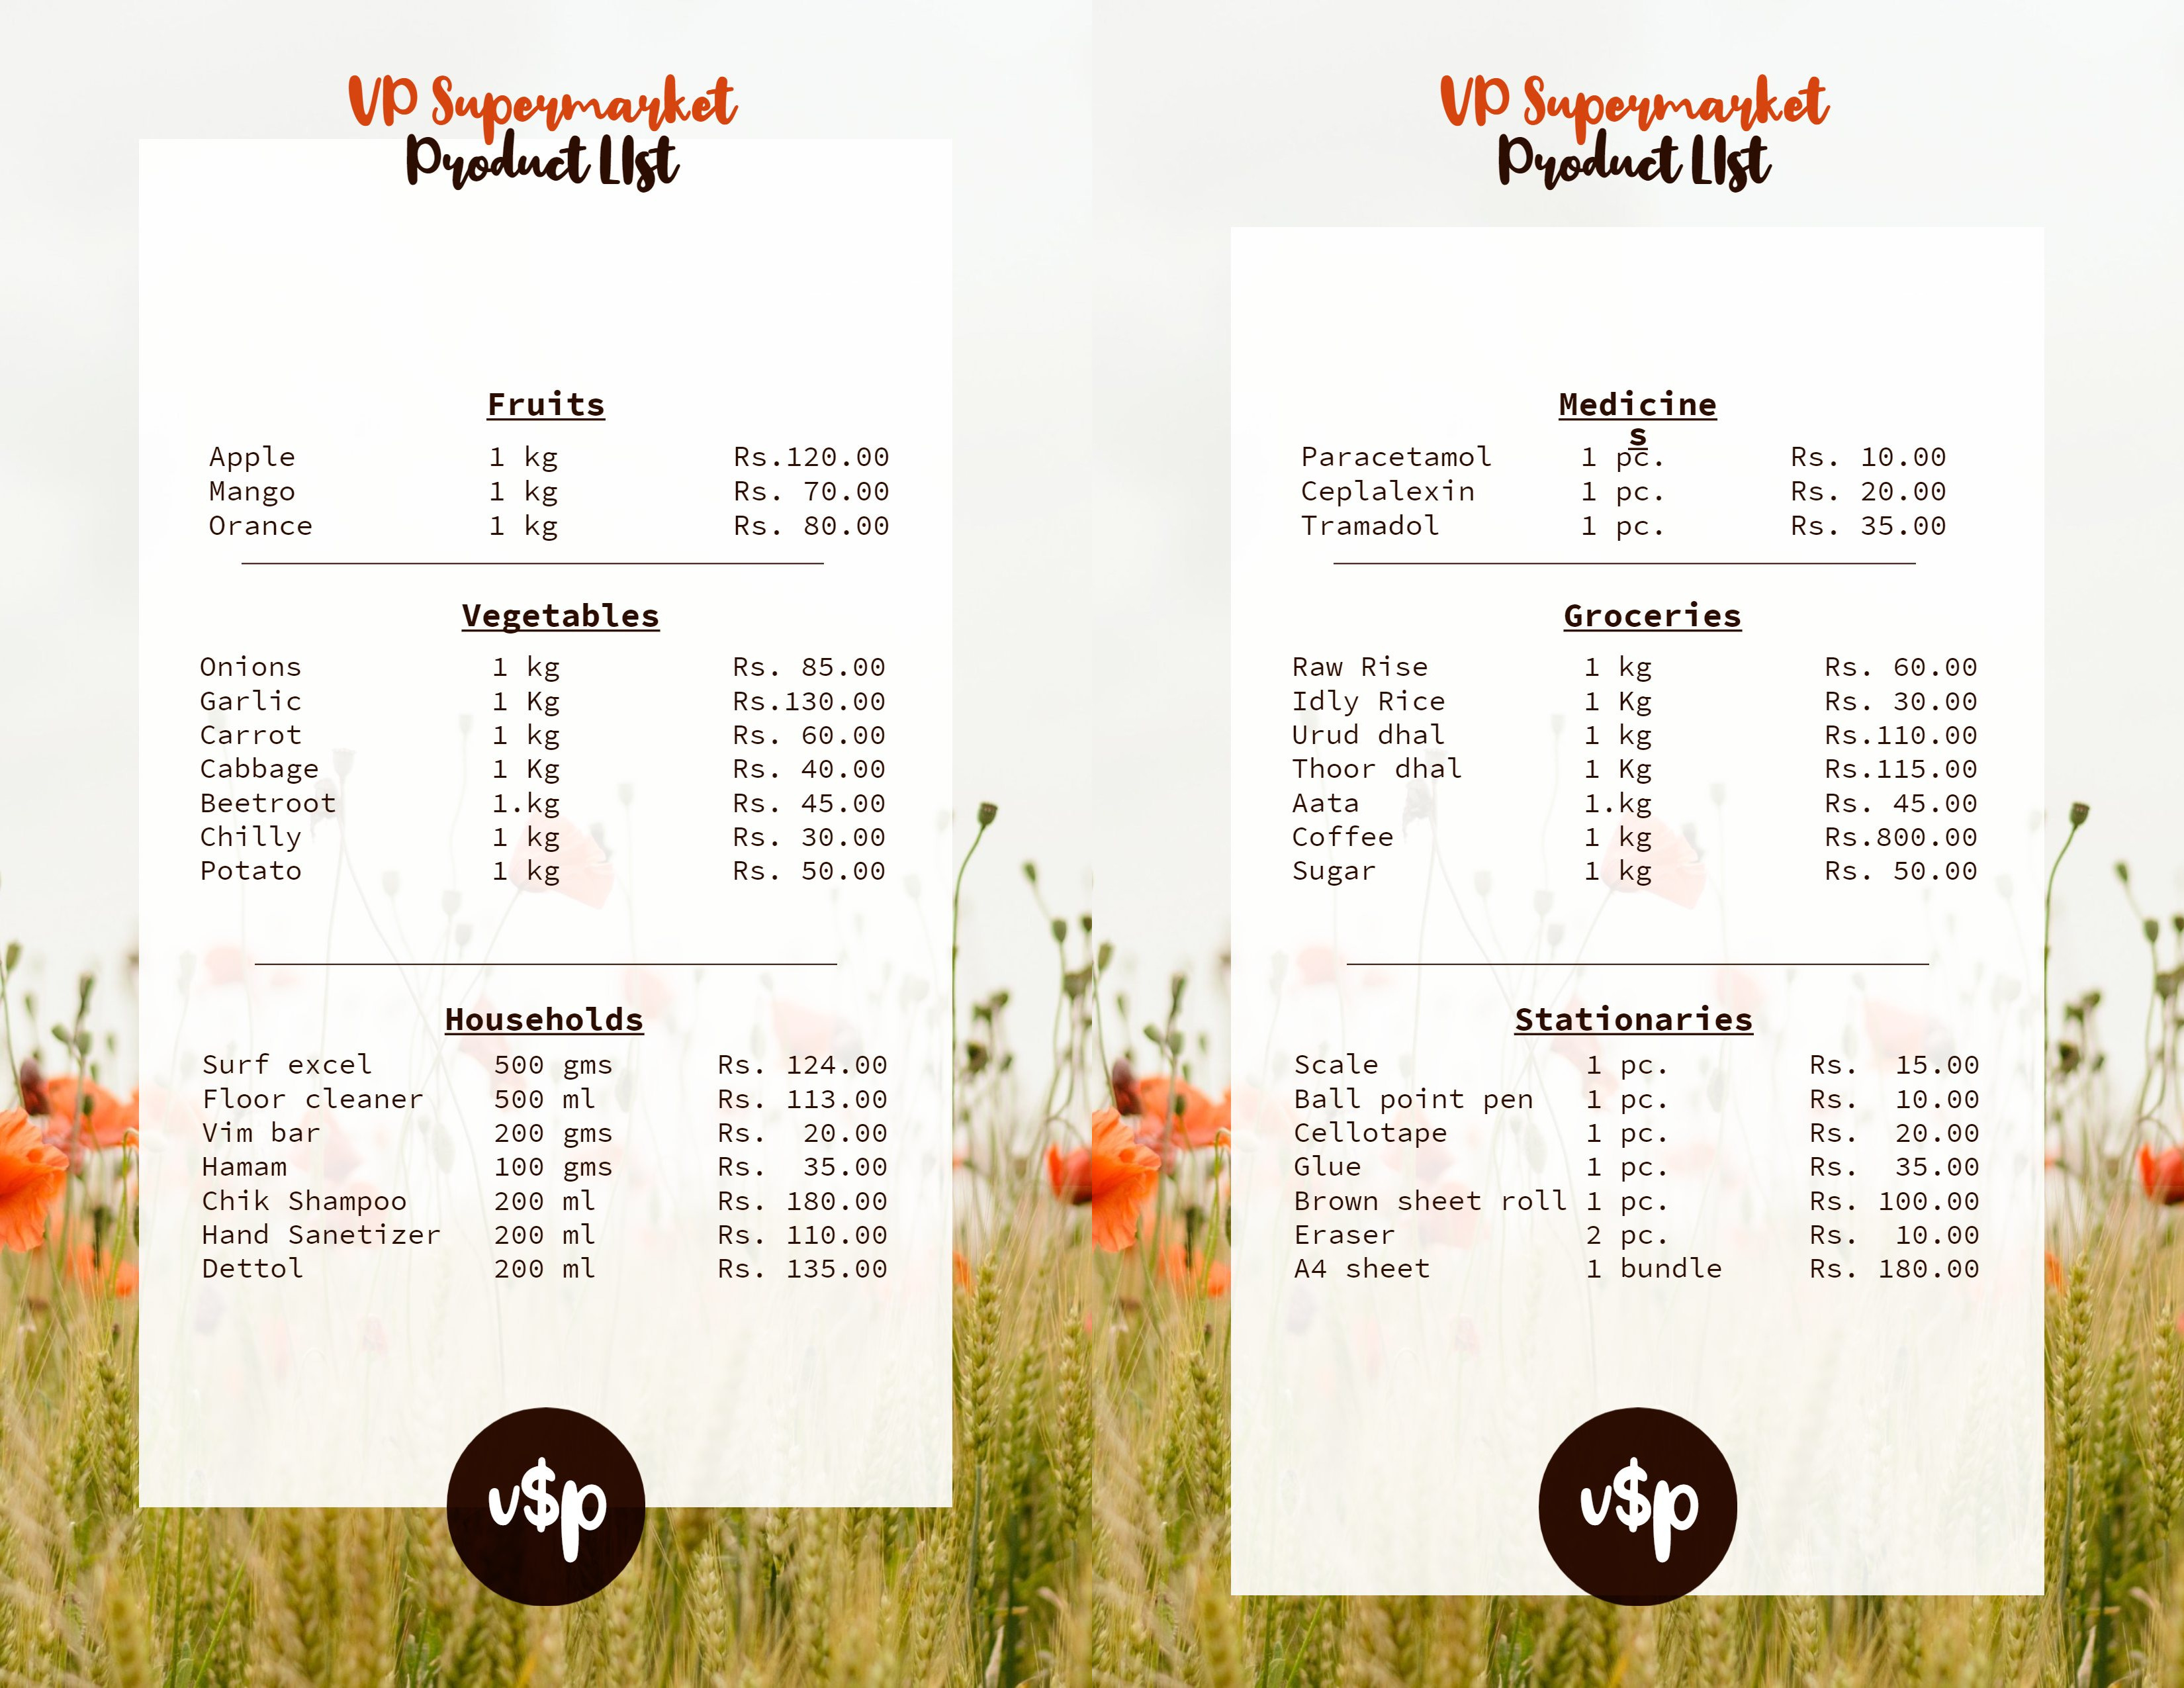 VP Supermarket
Product LIst
Fruits
Apple 1 kg Rs.120.00
Mango 1 kg Rs. 70.00
Orance 1 kg Rs. 80.00
Vegetables
Onions 1 kg Rs. 85.00
Garlic 1 Kg Rs.130.00
Carrot 1 kg Rs. 60.00
Cabbage 1 Kg Rs. 40.00
Beetroot 1.kg Rs. 45.00
Chilly 1 kg Rs. 30.00
Potato 1 kg Rs. 50.00
Households
Surf excel 500 gms Rs. 124.00
Floor cleaner 500 ml Rs. 113.00
Vim bar 200 gms Rs. 20.00
Hamam 100 gms Rs. 35.00
Chik Shampoo 200 ml Rs. 180.00
Hand Sanetizer 200 ml Rs. 110.00
Dettol 200 ml Rs. 135.00
v$p
VP Supermarket
Product LIst
Medicine
s
Paracetamol 1 pc. Rs. 10.00
Ceplalexin 1 pc. Rs. 20.00
Tramadol 1 pc. Rs. 35.00
Groceries
Raw Rise 1 kg Rs. 60.00
Idly Rice 1 Kg Rs. 30.00
Urud dhal 1 kg Rs.110.00
Thoor dhal 1 Kg Rs.115.00
Aata 1.kg Rs. 45.00
Coffee 1 kg Rs.800.00
Sugar 1 kg Rs. 50.00
Stationaries
Scale 1 pc. Rs. 15.00
Ball point pen 1 pc. Rs. 10.00
Cellotape 1 pc. Rs. 20.00
Glue 1 pc. Rs. 35.00
Brown sheet roll 1 pc. Rs. 100.00
Eraser 2 pc. Rs. 10.00
A4 sheet 1 bundle Rs. 180.00
v$p